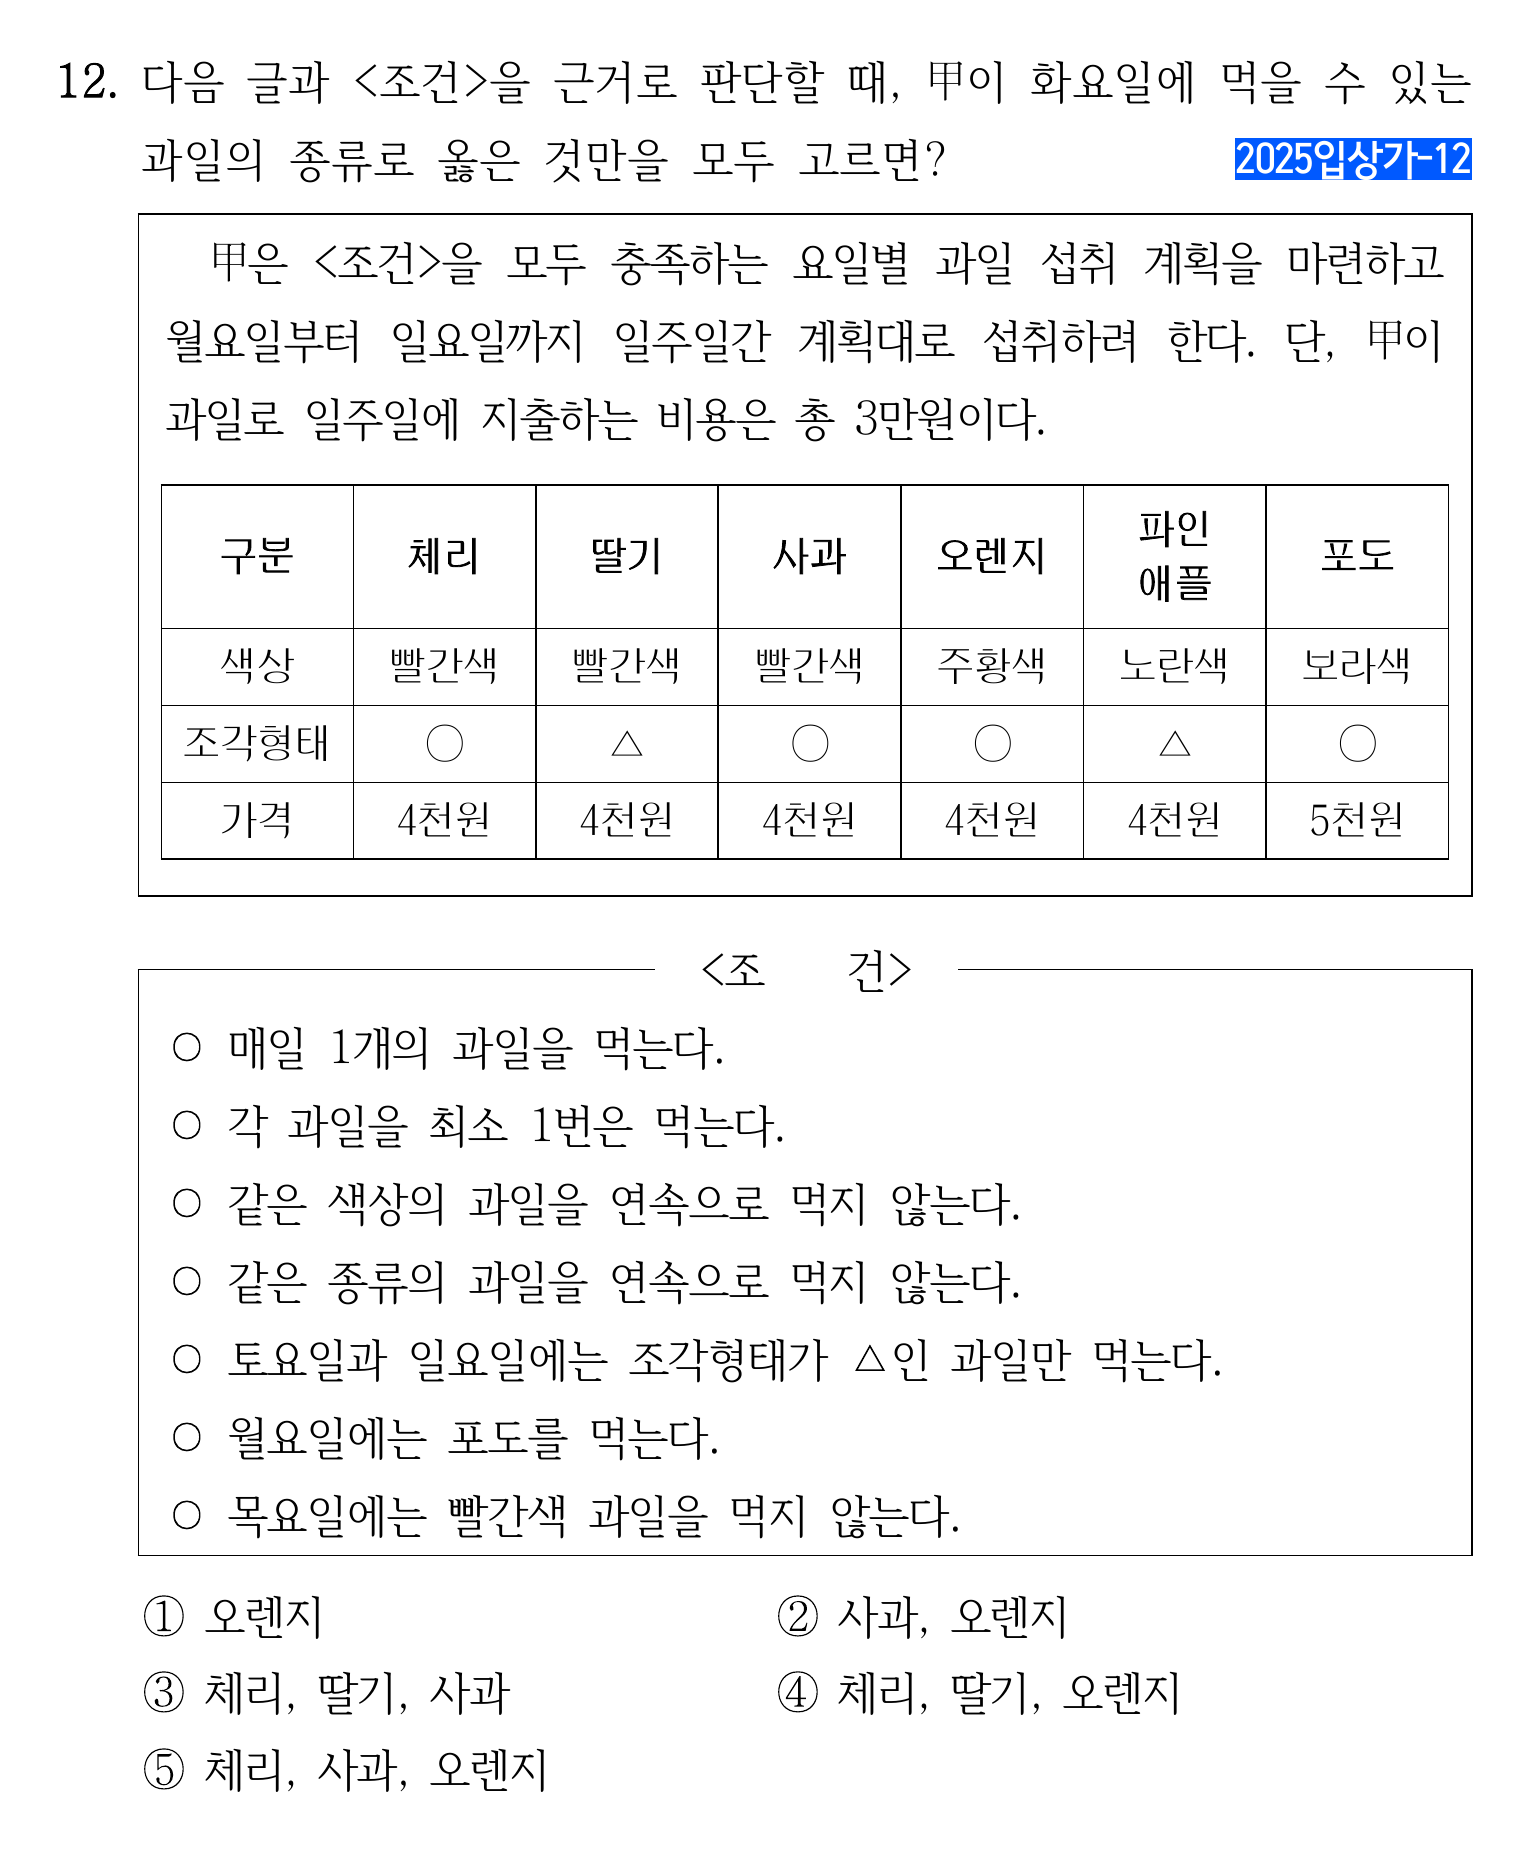 12. 다음 글과 <조건>을 근거로 판단할 때, 甲이 화요일에 먹을 수 있는
과일의 종류로 옳은 것만을 모두 고르면?
2025입상가-12
甲은 <조건>을 모두 충족하는 요일별 과일 섭취 계획을 마련하고
월요일부터 일요일까지 일주일간 계획대로 섭취하려 한다. 단, 甲이
과일로 일주일에 지출하는 비용은 총 3만원이다.
구분 체리 딸기 사과 오렌지 파인애플 포도
색상 빨간색 빨간색 빨간색 주황색 노란색 보라색
조각형태 ○ △ ○ ○ △ ○
가격 4천원 4천원 4천원 4천원 4천원 5천원
<조 건>
○ 매일 1개의 과일을 먹는다.
○ 각 과일을 최소 1번은 먹는다.
○ 같은 색상의 과일을 연속으로 먹지 않는다.
○ 같은 종류의 과일을 연속으로 먹지 않는다.
○ 토요일과 일요일에는 조각형태가 △인 과일만 먹는다.
○ 월요일에는 포도를 먹는다.
○ 목요일에는 빨간색 과일을 먹지 않는다.
① 오렌지
② 사과, 오렌지
③ 체리, 딸기, 사과
④ 체리, 딸기, 오렌지
⑤ 체리, 사과, 오렌지